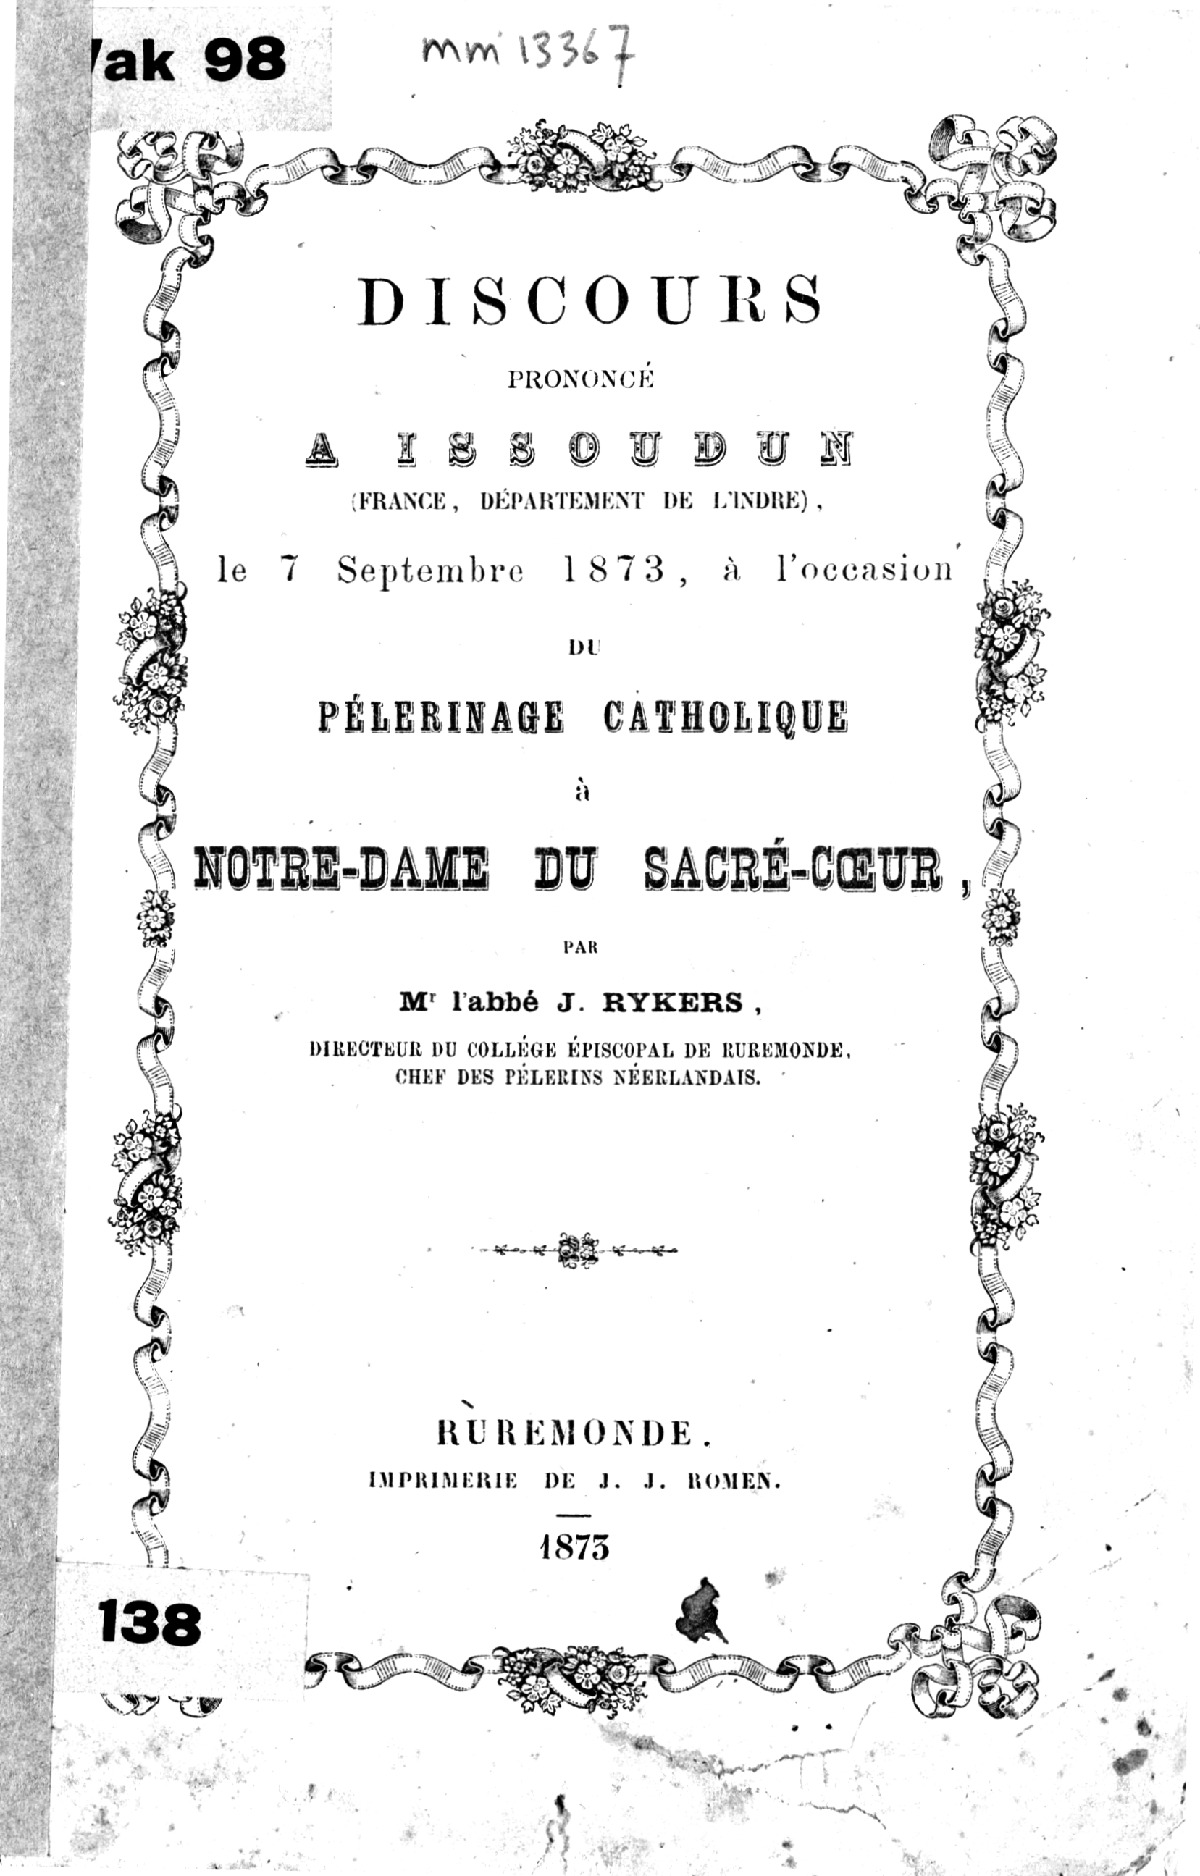 98
mm 13367
DISCOURS
PRONONCÉ
A ISSOUDUN
(FRANCE, DÉPARTEMENT DE L'INDRE),
le 7 Septembre 1873, à l'occasion
DU
PÉLERINAGE CATHOLIQUE
à
NOTRE-DAME DU SACRÉ-CŒUR,
PAR
Mr l'abbé J. RYKERS,
DIRECTEUR DU COLLÉGE ÉPISCOPAL DE RUREMONDE,
CHEF DES PÉLERINS NÉERLANDAIS.
RUREMONDE.
IMPRIMERIE DE J. J. ROMEN.
1873
138